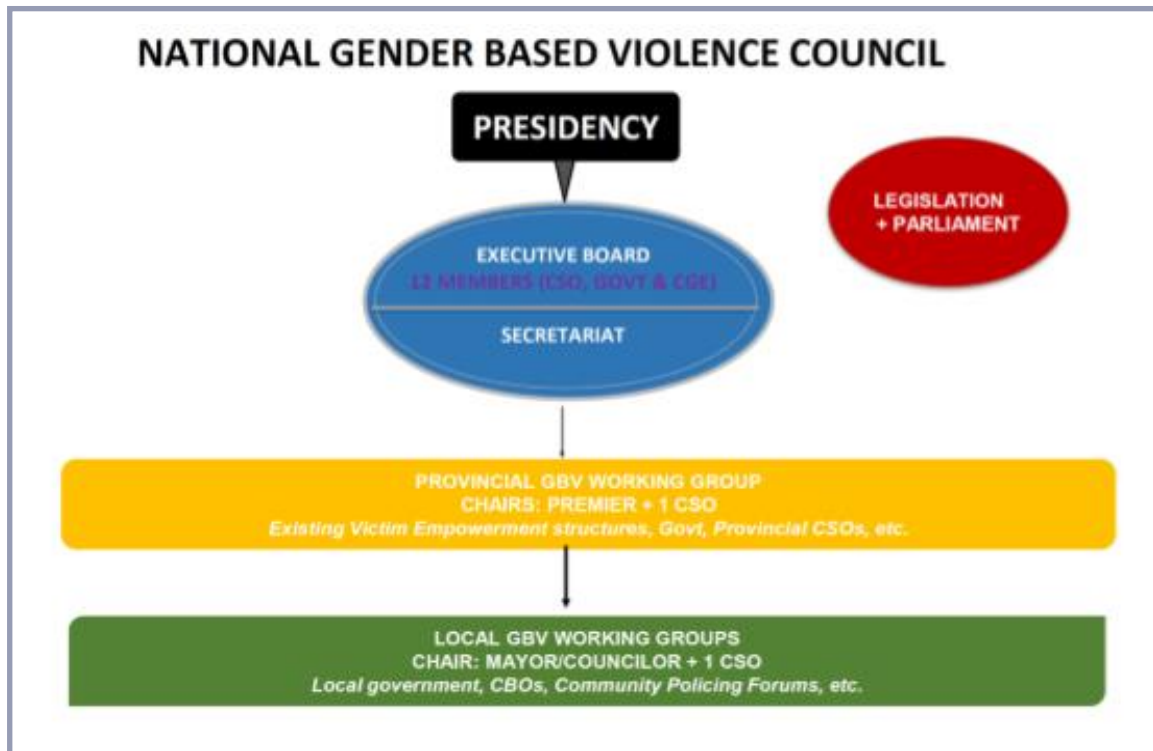 NATIONAL GENDER BASED VIOLENCE COUNCIL
PRESIDENCY
LEGISLATION
+ PARLIAMENT
EXECUTIVE BOARD
12 MEMBERS (CSO, GOVT & CGE)
SECRETARIAT
PROVINCIAL GBV WORKING GROUP
CHAIRS: PREMIER + 1 CSO
Existing Victim Empowerment structures, Govt, Provincial CSOs, etc.
LOCAL GBV WORKING GROUPS
CHAIR: MAYOR/COUNCILOR + 1 CSO
Local government, CBOs, Community Policing Forums, etc.